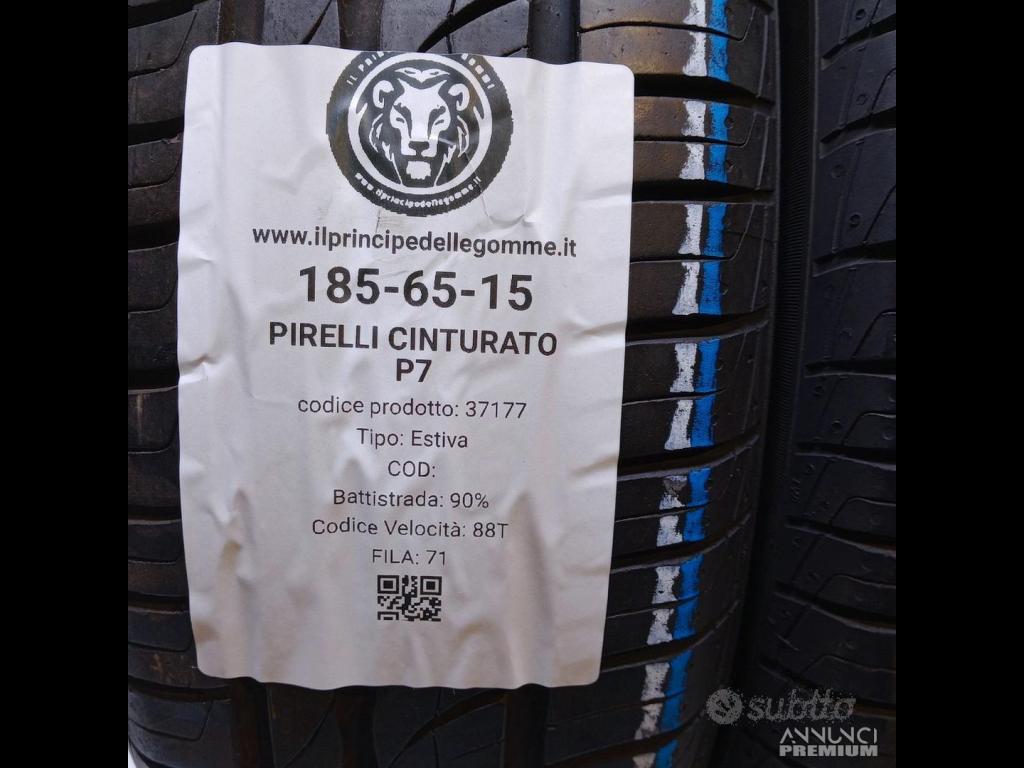 www.ilprincipedellegomme.it
www.ilprincipedellegomme.it
185-65-15
PIRELLI CINTURATO
P7
codice prodotto: 37177
Tipo: Estiva
COD:
Battistrada: 90%
Codice Velocità: 88T
FILA: 71
subito
ANNUNCI
PREMIUM